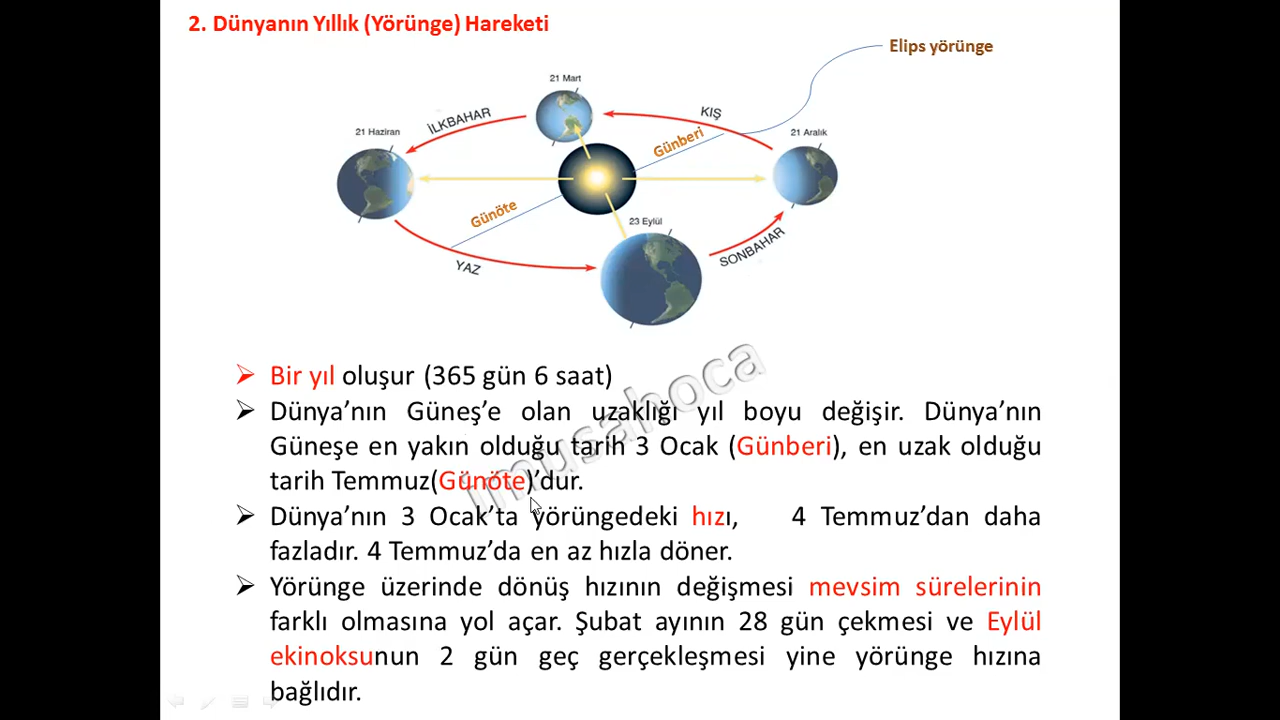 2. Dünyanın Yıllık (Yörünge) Hareketi
Elips yörünge
21 Mart
İLKBAHAR
KIŞ
21 Haziran
Günberi
21 Aralık
Günöte
23 Eylül
YAZ
SONBAHAR
Bir yıl oluşur (365 gün 6 saat)
Dünya’nın Güneş’e olan uzaklığı yıl boyu değişir. Dünya’nın
Güneşe en yakın olduğu tarih 3 Ocak (Günberi), en uzak olduğu
tarih Temmuz(Günöte)’dur.
Dünya’nın 3 Ocak’ta yörüngedeki hızı, 4 Temmuz’dan daha
fazladır. 4 Temmuz’da en az hızla döner.
Yörünge üzerinde dönüş hızının değişmesi mevsim sürelerinin
farklı olmasına yol açar. Şubat ayının 28 gün çekmesi ve Eylül
ekinoksunun 2 gün geç gerçekleşmesi yine yörünge hızına
bağlıdır.
imusahoca